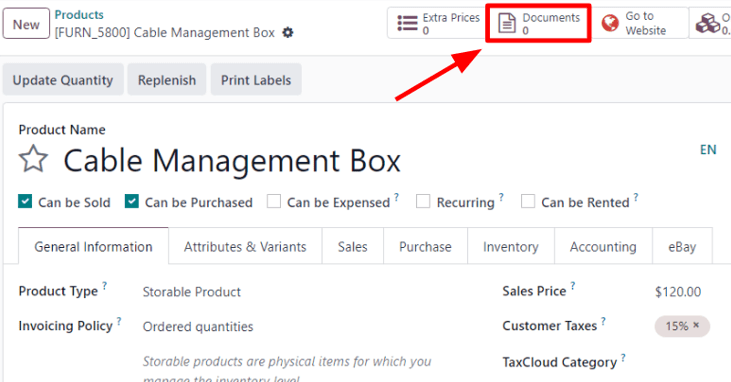 New
Products
[FURN_5800] Cable Management Box
Extra Prices
0
Documents
0
Go to
Website
O
0.
Update Quantity
Replenish
Print Labels
Product Name
Cable Management Box
EN
Can be Sold
Can be Purchased
Can be Expensed ?
Recurring ?
Can be Rented ?
General Information
Attributes & Variants
Sales
Purchase
Inventory
Accounting
eBay
Product Type ?
Storable Product
Sales Price ?
$120.00
Invoicing Policy ?
Ordered quantities
Customer Taxes ?
15% ×
Storable products are physical items for which you
manage the inventory level.
TaxCloud Category ?